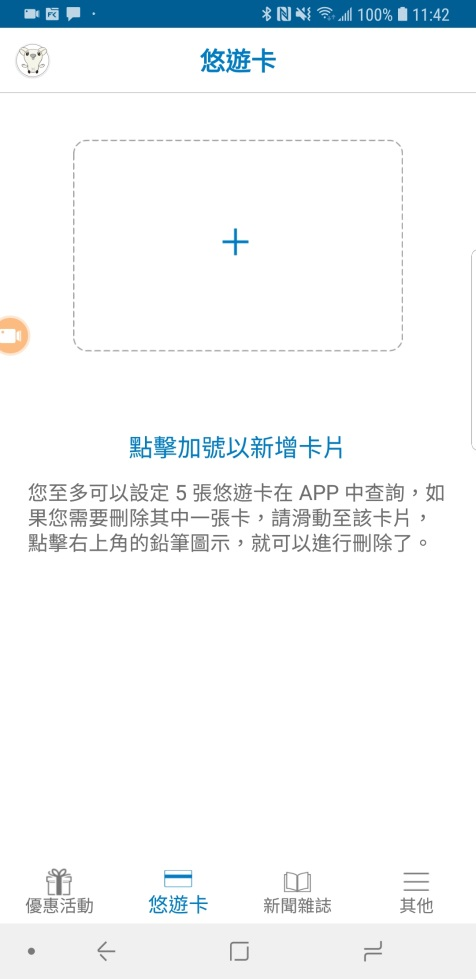 100% 11:42
悠遊卡
點擊加號以新增卡片
您至多可以設定 5 張悠遊卡在 APP 中查詢，如
果您需要刪除其中一張卡，請滑動至該卡片，
點擊右上角的鉛筆圖示，就可以進行刪除了。
優惠活動 悠遊卡 新聞雜誌 其他